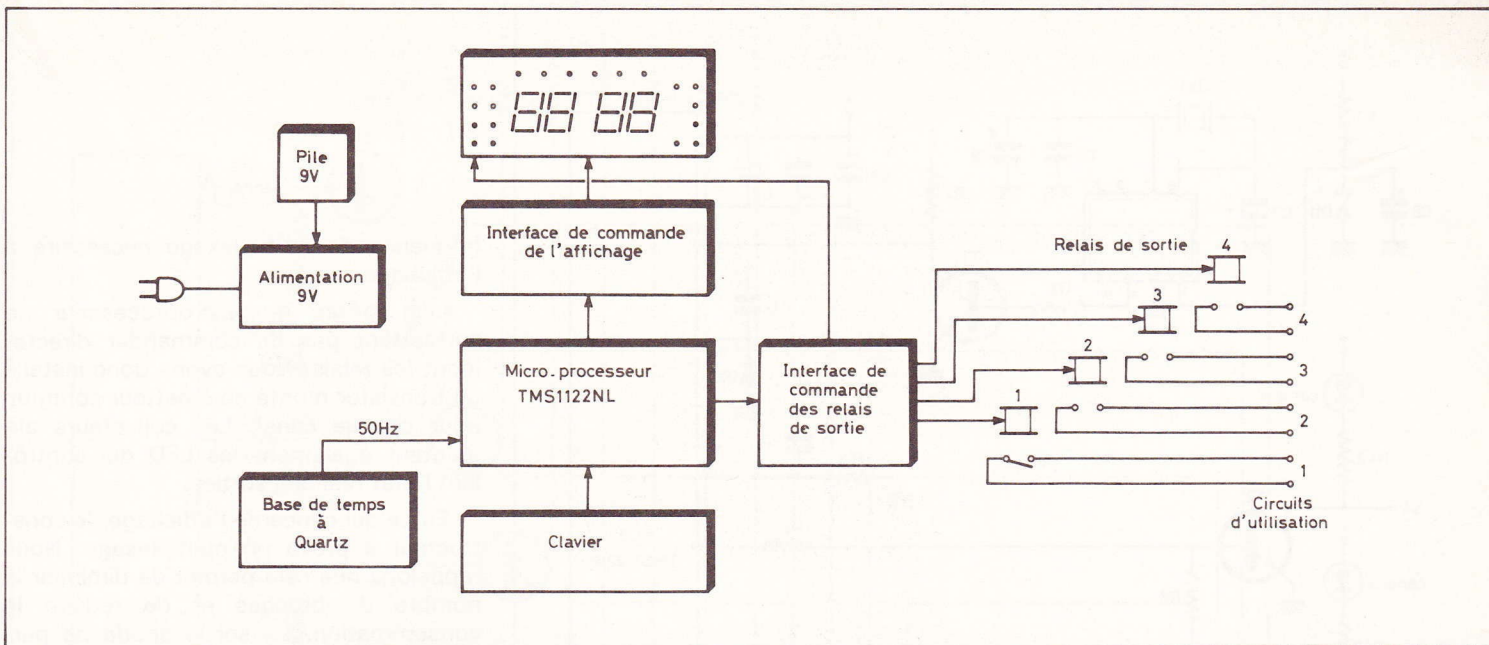 Pile
9V
Alimentation
9V
88 88
Interface de commande
de l'affichage
Micro-processeur
TMS1122NL
50Hz
Base de temps
à
Quartz
Clavier
Interface de
commande
des relais
de sortie
Relais de sortie
4
3
2
1
4
3
2
1
Circuits
d'utilisation